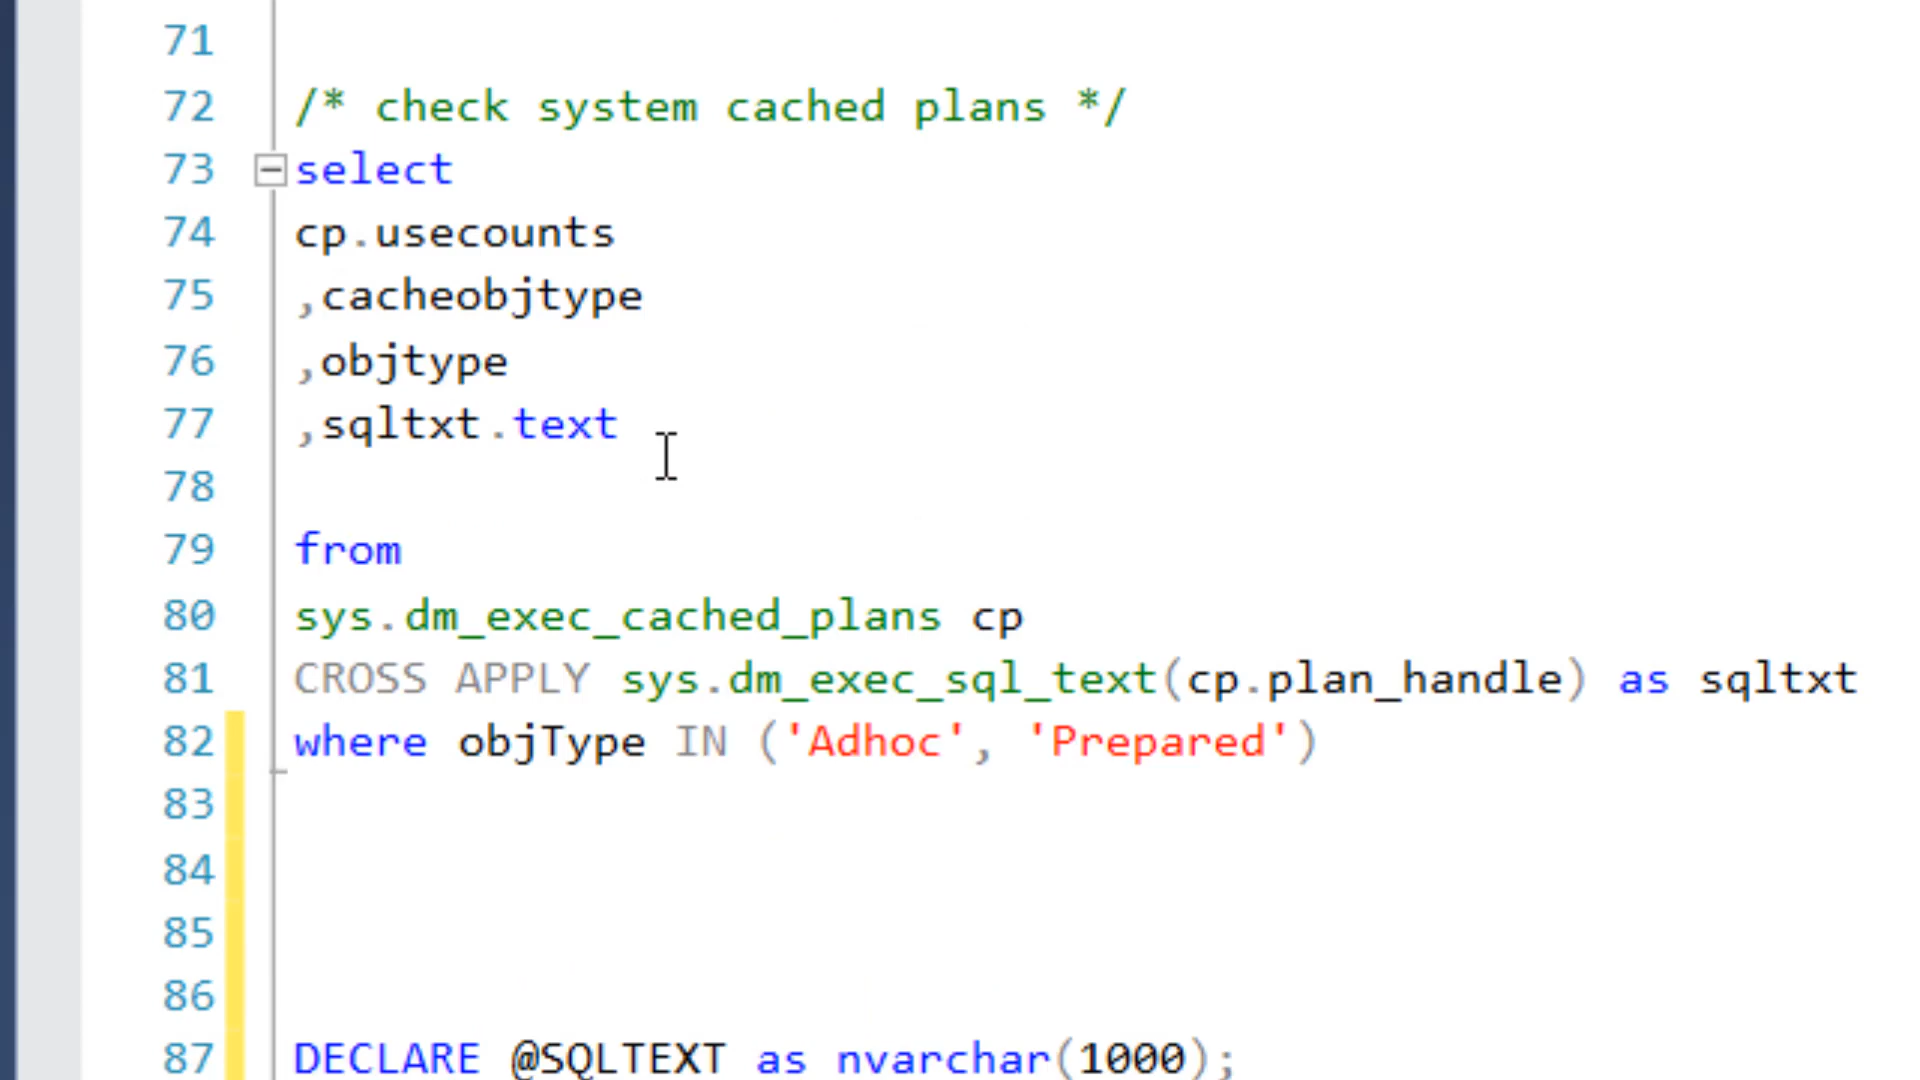 71
72 /* check system cached plans */
73 select
74 cp.usecounts
75 ,cacheobjtype
76 ,objtype
77 ,sqltxt.text
78
79 from
80 sys.dm_exec_cached_plans cp
81 CROSS APPLY sys.dm_exec_sql_text(cp.plan_handle) as sqltxt
82 where objType IN ('Adhoc', 'Prepared')
83
84
85
86
87 DECLARE @SQLTEXT as nvarchar(1000);